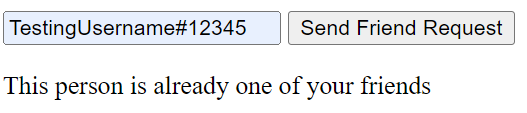 TestingUsername#12345 Send Friend Request
This person is already one of your friends